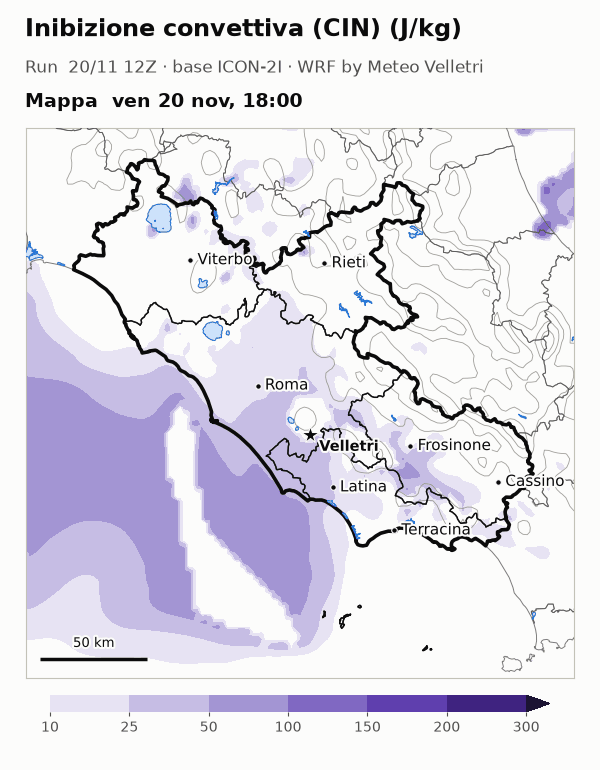 Inibizione convettiva (CIN) (J/kg)
Run  20/11 12Z · base ICON-2I · WRF by Meteo Velletri
Mappa  ven 20 nov, 18:00
Viterbo
Rieti
Roma
Velletri
Frosinone
Latina
Cassino
Terracina
50 km
10 25 50 100 150 200 300